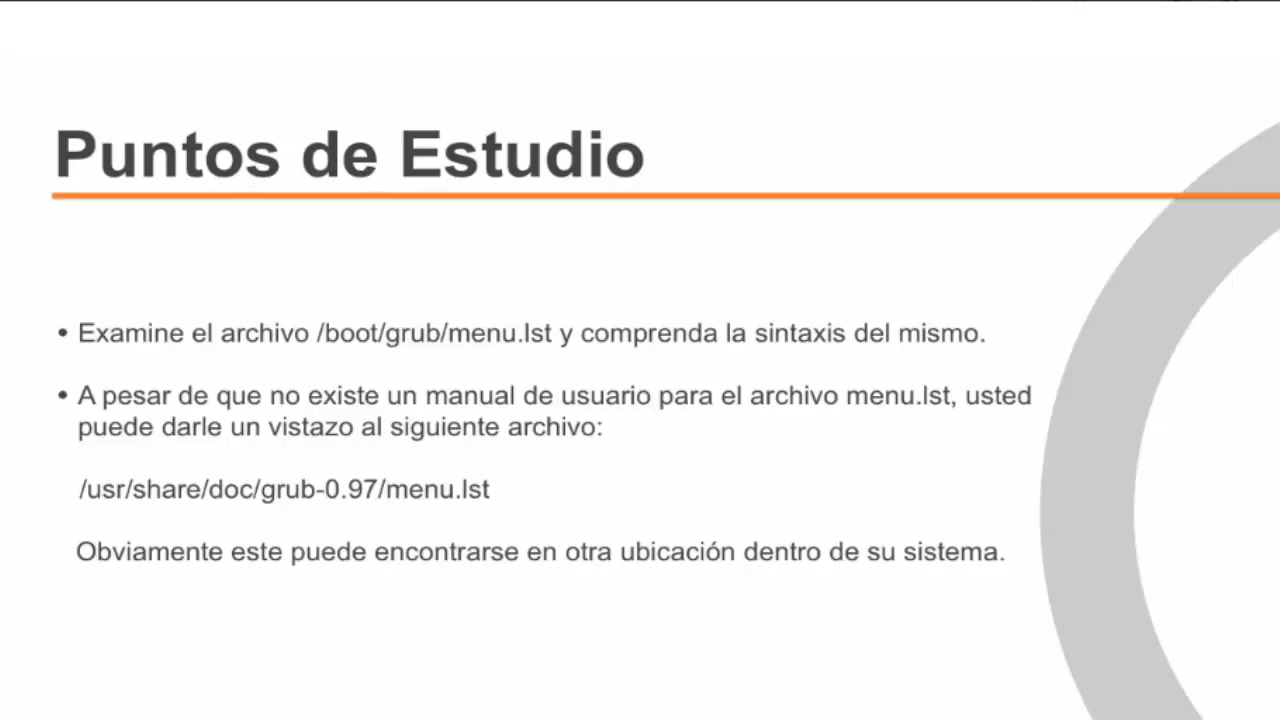 Puntos de Estudio
• Examine el archivo /boot/grub/menu.lst y comprenda la sintaxis del mismo.
• A pesar de que no existe un manual de usuario para el archivo menu.lst, usted
puede darle un vistazo al siguiente archivo:
/usr/share/doc/grub-0.97/menu.lst
Obviamente este puede encontrarse en otra ubicación dentro de su sistema.